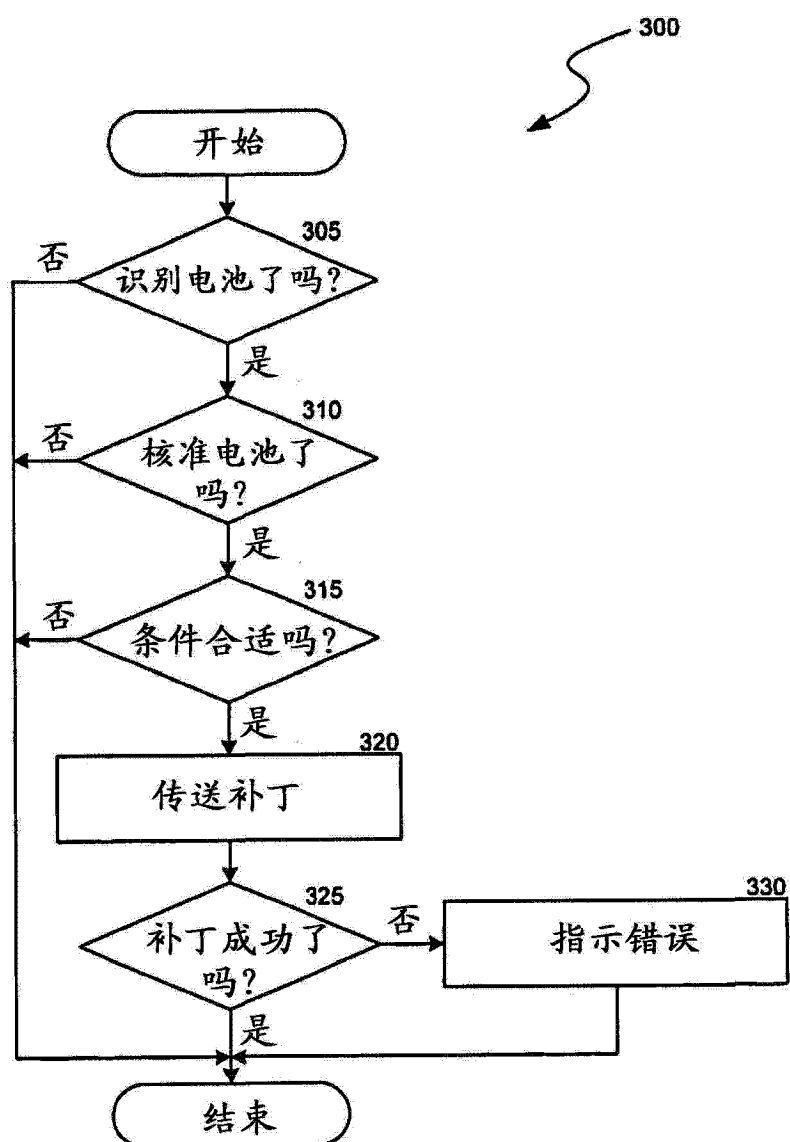 300
开始
305
否
识别电池了吗?
是
310
否
核准电池了
吗?
是
315
否
条件合适吗?
是
320
传送补丁
325
330
否
补丁成功了
吗?
指示错误
是
结束